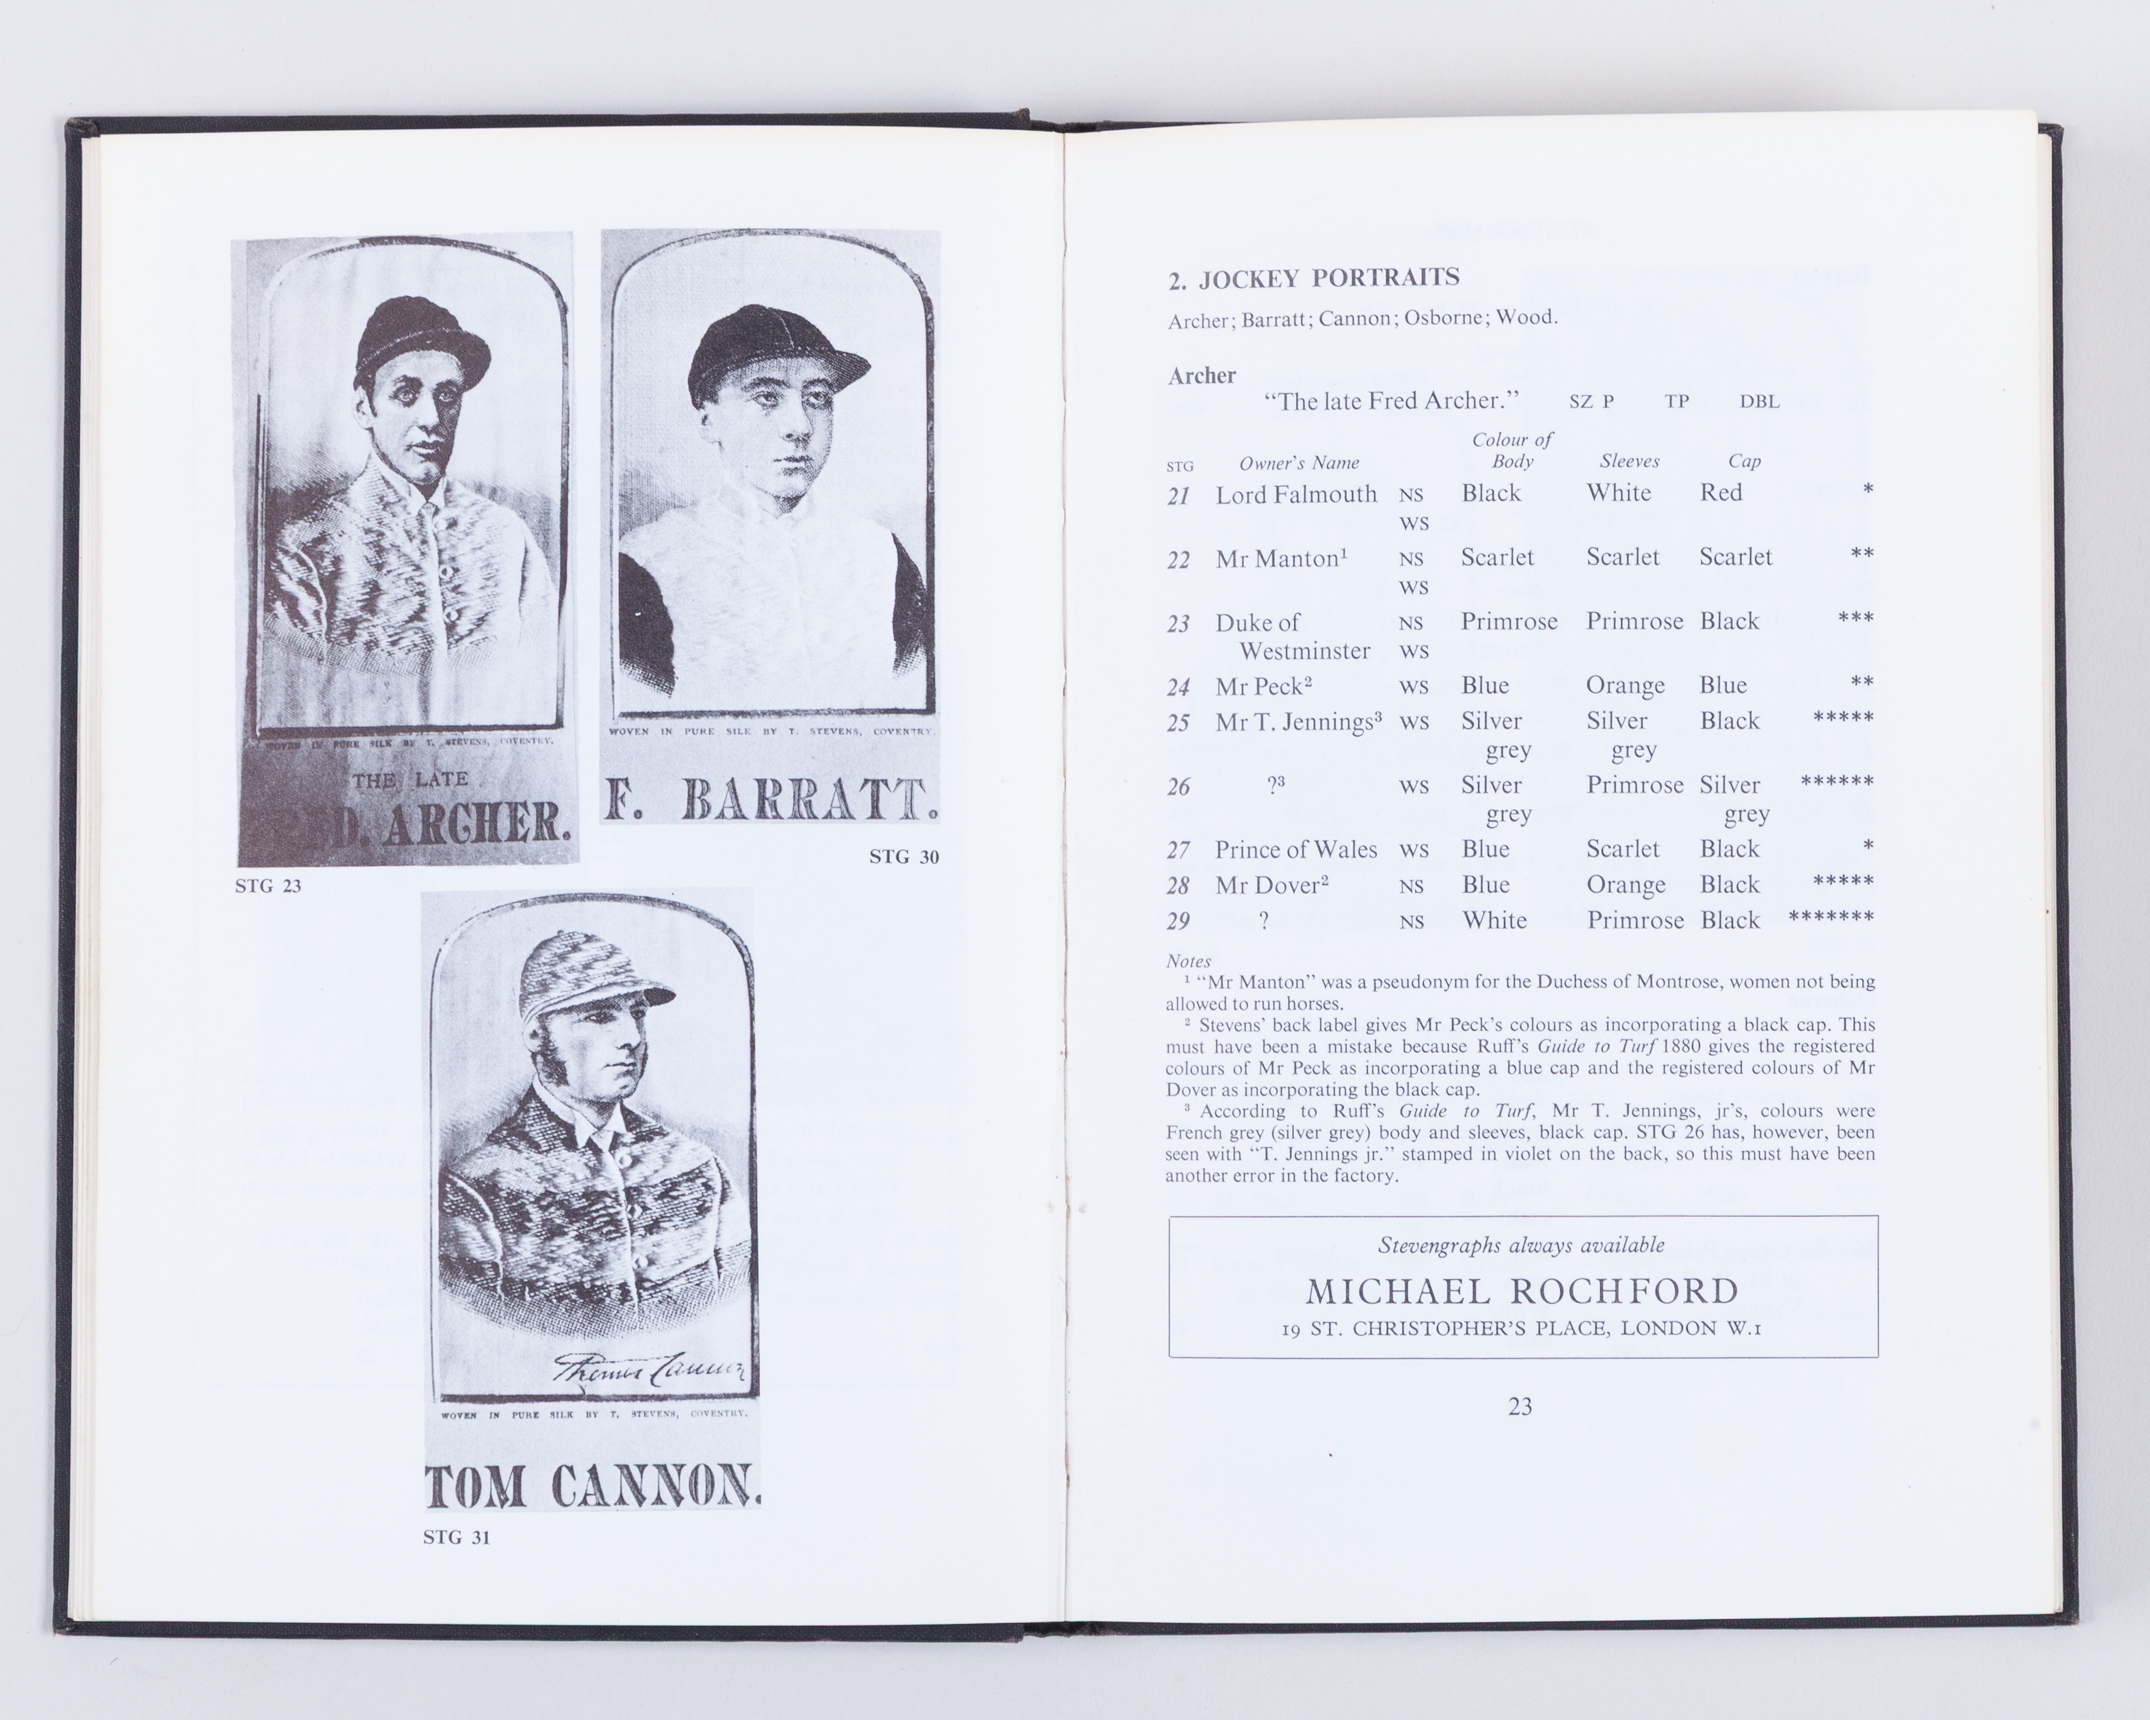 WOVEN IN PURE SILK BY T. STEVENS, COVENTRY.
THE LATE
ARCHER.
STG 23
WOVEN IN PURE SILK BY T. STEVENS, COVENTRY.
F. BARRATT.
STG 30
Thomas Cannon
WOVEN IN PURE SILK BY T. STEVENS, COVENTRY.
TOM CANNON.
STG 31
2. JOCKEY PORTRAITS
Archer; Barratt; Cannon; Osborne; Wood.
Archer
“The late Fred Archer.” SZ P TP DBL
Colour of
STG Owner's Name Body Sleeves Cap
21 Lord Falmouth NS Black White Red *
WS
22 Mr Manton¹ NS Scarlet Scarlet Scarlet **
WS
23 Duke of NS Primrose Primrose Black ***
Westminster WS
24 Mr Peck² WS Blue Orange Blue **
25 Mr T. Jennings³ WS Silver Silver Black *****
grey grey
26 ?³ WS Silver Primrose Silver ******
grey grey
27 Prince of Wales WS Blue Scarlet Black *
28 Mr Dover² NS Blue Orange Black *****
29 ? NS White Primrose Black *******
Notes
¹ “Mr Manton” was a pseudonym for the Duchess of Montrose, women not being
allowed to run horses.
² Stevens' back label gives Mr Peck's colours as incorporating a black cap. This
must have been a mistake because Ruff's Guide to Turf 1880 gives the registered
colours of Mr Peck as incorporating a blue cap and the registered colours of Mr
Dover as incorporating the black cap.
³ According to Ruff's Guide to Turf, Mr T. Jennings, jr's, colours were
French grey (silver grey) body and sleeves, black cap. STG 26 has, however, been
seen with “T. Jennings jr.” stamped in violet on the back, so this must have been
another error in the factory.
Stevengraphs always available
MICHAEL ROCHFORD
19 ST. CHRISTOPHER'S PLACE, LONDON W.1
23